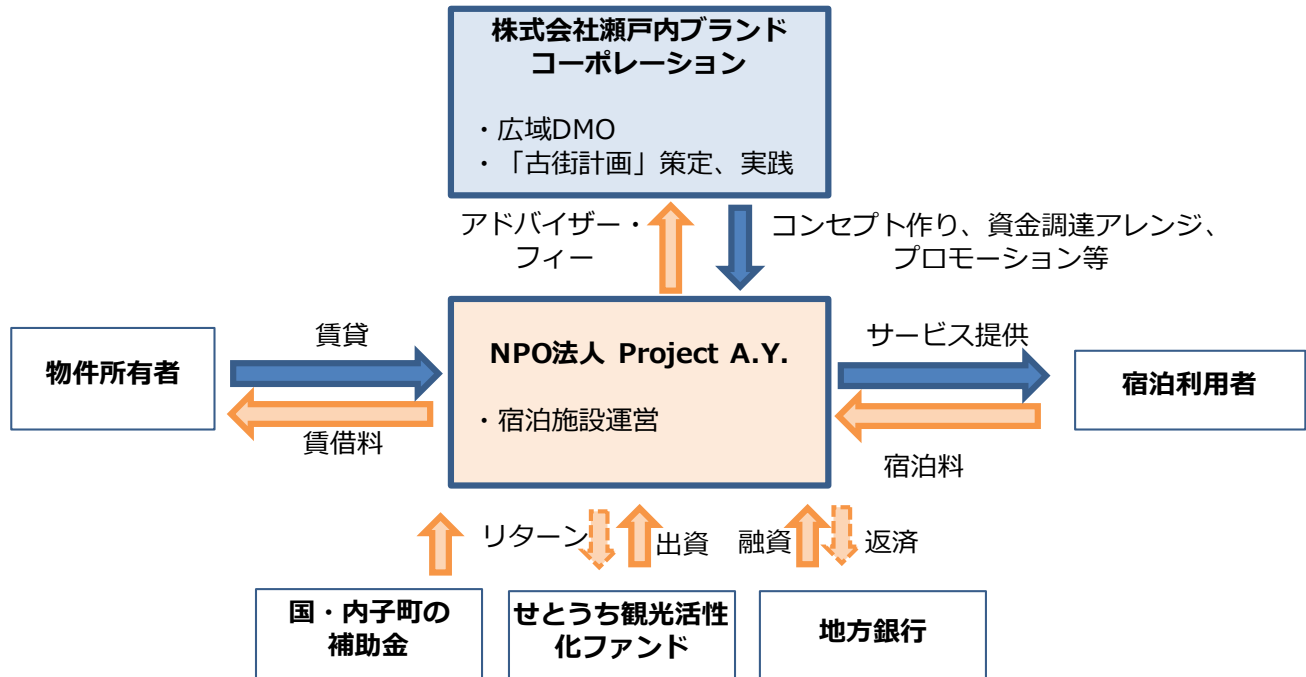 株式会社瀬戸内ブランド
コーポレーション
・広域DMO
・「古街計画」策定、実践
アドバイザー・
フィー
コンセプト作り、資金調達アレンジ、
プロモーション等
物件所有者
賃貸
賃借料
NPO法人 Project A.Y.
・宿泊施設運営
サービス提供
宿泊料
宿泊利用者
リターン
出資
融資
返済
国・内子町の
補助金
せとうち観光活性
化ファンド
地方銀行